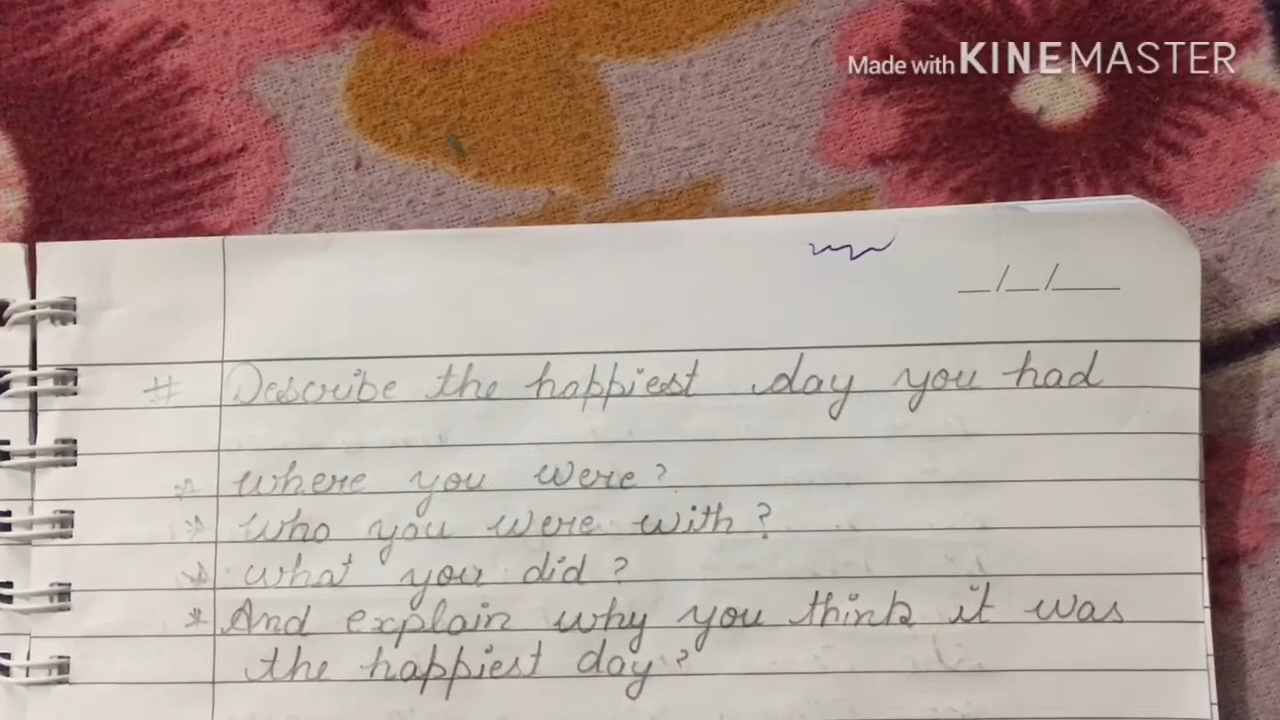 Made with KINEMASTER
_/_/___
# Describe the happiest day you had
* where you were?
* who you were with?
* what you did?
* And explain why you think it was
the happiest day?